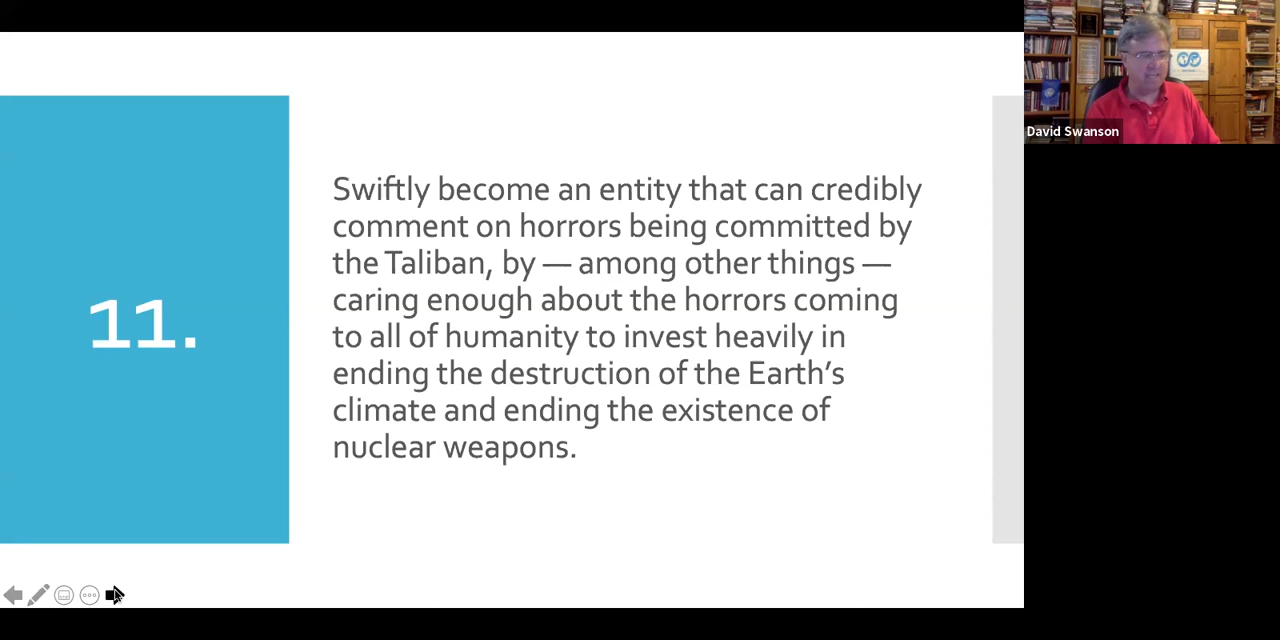 11.
Swiftly become an entity that can credibly
comment on horrors being committed by
the Taliban, by — among other things —
caring enough about the horrors coming
to all of humanity to invest heavily in
ending the destruction of the Earth’s
climate and ending the existence of
nuclear weapons.
David Swanson